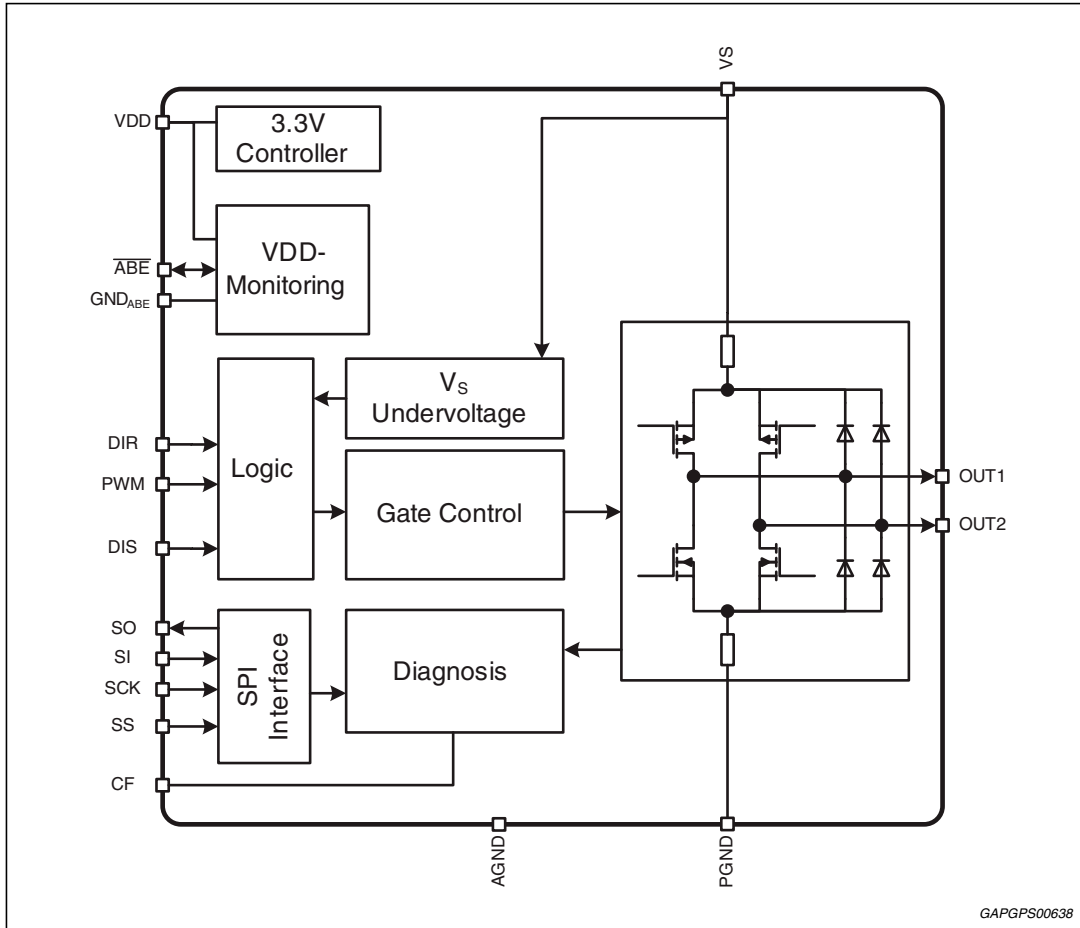 VS
VDD
3.3V
Controller
VDD-
Monitoring
ABE
GNDABE
VS
Undervoltage
DIR
PWM
DIS
Logic
Gate Control
OUT1
OUT2
SO
SI
SCK
SS
SPI
Interface
Diagnosis
CF
AGND
PGND
GAPGPS00638